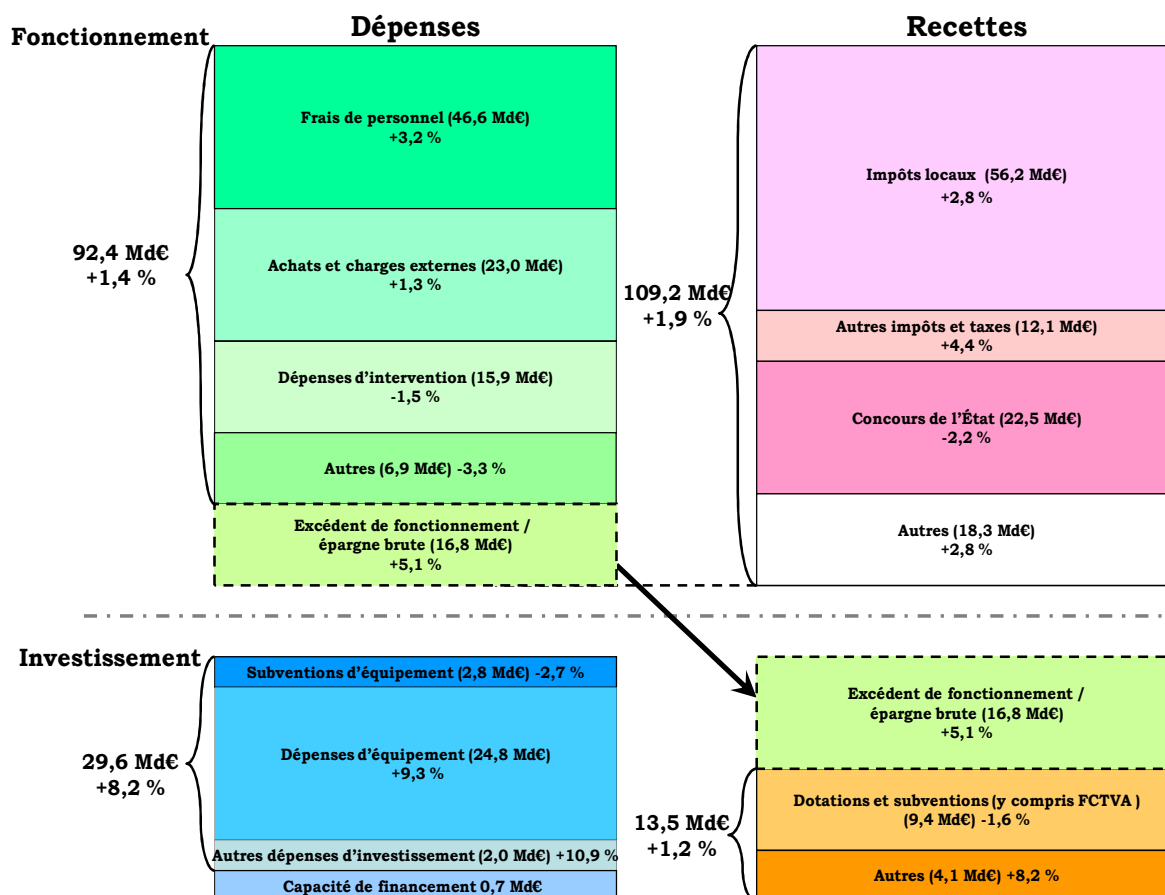 Dépenses
Recettes
Fonctionnement
Frais de personnel (46,6 Md€)
+3,2 %
Achats et charges externes (23,0 Md€)
+1,3 %
Dépenses d'intervention (15,9 Md€)
-1,5 %
Autres (6,9 Md€) -3,3 %
Excédent de fonctionnement /
épargne brute (16,8 Md€)
+5,1 %
92,4 Md€
+1,4 %
109,2 Md€
+1,9 %
Impôts locaux (56,2 Md€)
+2,8 %
Autres impôts et taxes (12,1 Md€)
+4,4 %
Concours de l'État (22,5 Md€)
-2,2 %
Autres (18,3 Md€)
+2,8 %
Investissement
Subventions d'équipement (2,8 Md€) -2,7 %
Dépenses d'équipement (24,8 Md€)
+9,3 %
Autres dépenses d'investissement (2,0 Md€) +10,9 %
Capacité de financement 0,7 Md€
29,6 Md€
+8,2 %
Excédent de fonctionnement /
épargne brute (16,8 Md€)
+5,1 %
13,5 Md€
+1,2 %
Dotations et subventions (y compris FCTVA )
(9,4 Md€) -1,6 %
Autres (4,1 Md€) +8,2 %